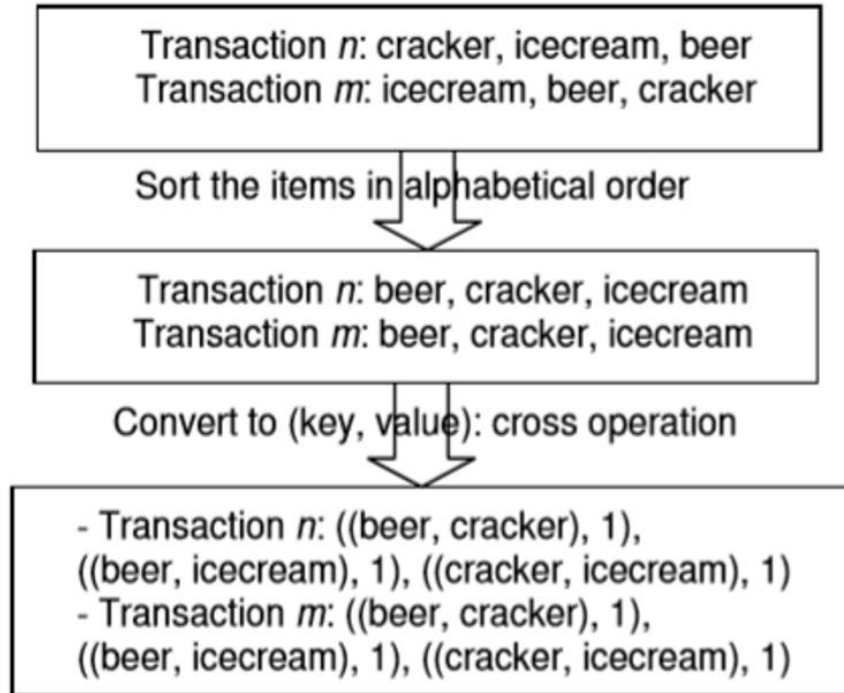 Transaction n: cracker, icecream, beer
Transaction m: icecream, beer, cracker
Sort the items in alphabetical order
Transaction n: beer, cracker, icecream
Transaction m: beer, cracker, icecream
Convert to (key, value): cross operation
- Transaction n: ((beer, cracker), 1),
((beer, icecream), 1), ((cracker, icecream), 1)
- Transaction m: ((beer, cracker), 1),
((beer, icecream), 1), ((cracker, icecream), 1)